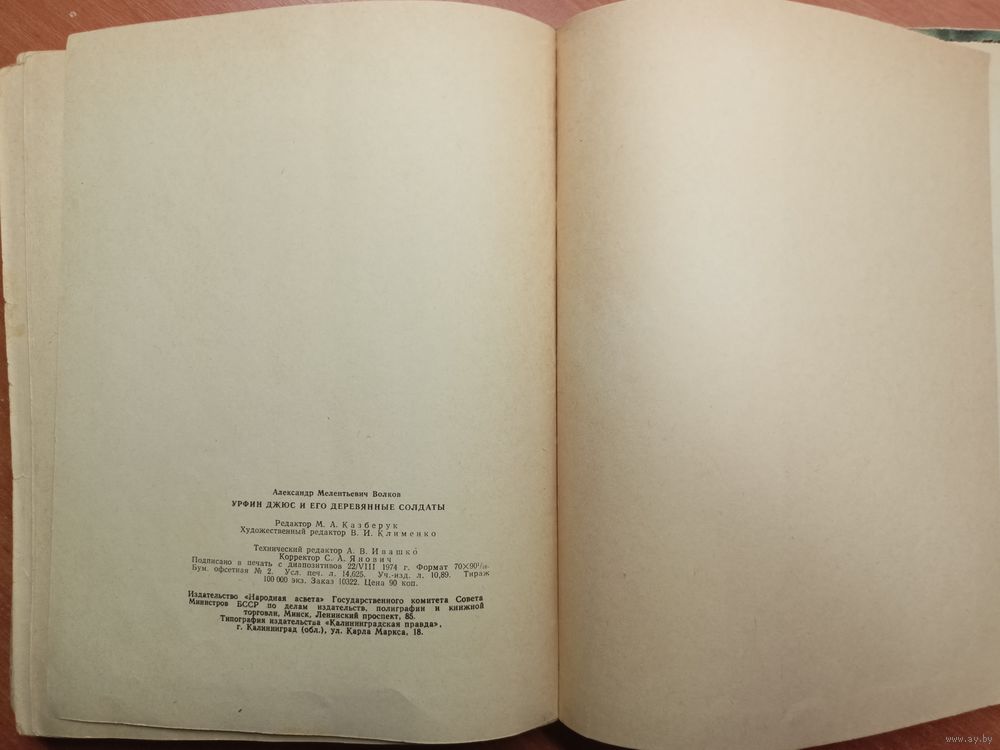 Александр Мелентьевич Волков
УРФИН ДЖЮС И ЕГО ДЕРЕВЯННЫЕ СОЛДАТЫ
Редактор М. А. Казберук
Художественный редактор В. И. Клименко
Технический редактор А. В. Ивашко
Корректор С. А. Янович
Подписано в печать с диапозитивов 22/VIII 1974 г. Формат 70×90¹/₁₆.
Бум. офсетная № 2. Усл. печ. л. 14,625. Уч.-изд. л. 10,89. Тираж
100 000 экз. Заказ 10322. Цена 90 коп.
Издательство «Народная асвета» Государственного комитета Совета
Министров БССР по делам издательств, полиграфии и книжной
торговли, Минск, Ленинский проспект, 85.
Типография издательства «Калининградская правда»,
г. Калининград (обл.), ул. Карла Маркса, 18.
www.ay.by